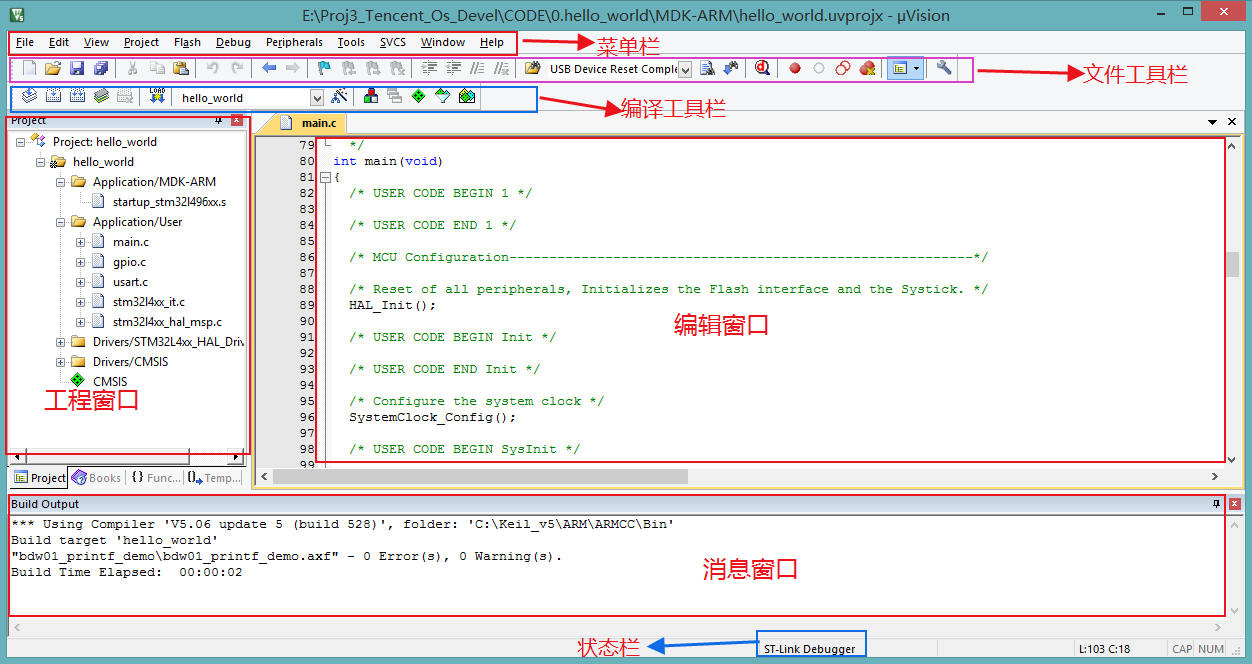 E:\Proj3_Tencent_Os_Devel\CODE\0.hello_world\MDK-ARM\hello_world.uvprojx - µVision
File Edit View Project Flash Debug Peripherals Tools SVCS Window Help
菜单栏
USB Device Reset Comple
文件工具栏
LOAD
hello_world
编译工具栏
Project
main.c
Project: hello_world
hello_world
Application/MDK-ARM
startup_stm32l496xx.s
Application/User
main.c
gpio.c
usart.c
stm32l4xx_it.c
stm32l4xx_hal_msp.c
Drivers/STM32L4xx_HAL_Driv
Drivers/CMSIS
CMSIS
工程窗口
Project Books {} Func... Temp...
79 */
80 int main(void)
81 {
82 /* USER CODE BEGIN 1 */
83
84 /* USER CODE END 1 */
85
86 /* MCU Configuration----------------------------------------------------------*/
87
88 /* Reset of all peripherals, Initializes the Flash interface and the Systick. */
89 HAL_Init();
90
91 /* USER CODE BEGIN Init */
92
93 /* USER CODE END Init */
94
95 /* Configure the system clock */
96 SystemClock_Config();
97
98 /* USER CODE BEGIN SysInit */
99
编辑窗口
Build Output
*** Using Compiler 'V5.06 update 5 (build 528)', folder: 'C:\Keil_v5\ARM\ARMCC\Bin'
Build target 'hello_world'
"bdw01_printf_demo\bdw01_printf_demo.axf" - 0 Error(s), 0 Warning(s).
Build Time Elapsed:  00:00:02
消息窗口
状态栏
ST-Link Debugger
L:103 C:18
CAP NUM